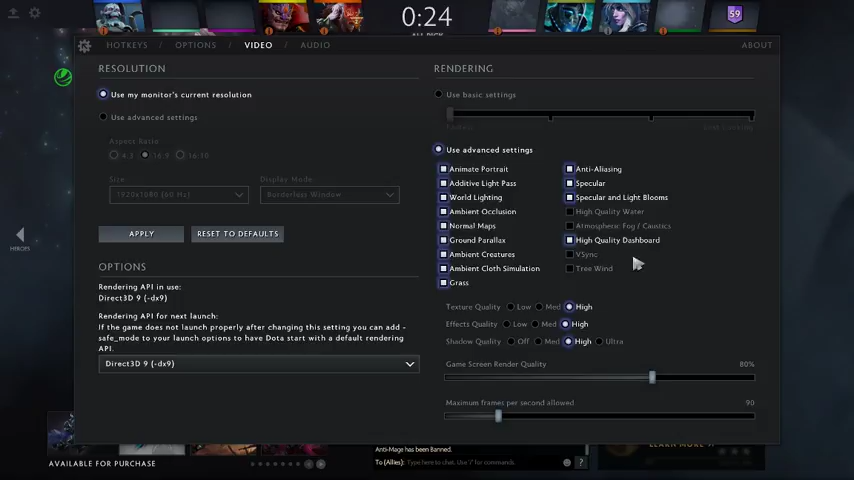 0:24
ALL PICK
59
HOTKEYS OPTIONS VIDEO AUDIO ABOUT
RESOLUTION
Use my monitor's current resolution
Use advanced settings
Aspect Ratio
4:3 16:9 16:10
Size: Display Mode:
1920x1080 (60 Hz) Borderless Window
APPLY RESET TO DEFAULTS
OPTIONS
Rendering API in use:
Direct3D 9 (-dx9)
Rendering API for next launch:
If the game does not launch properly after changing this setting you can add -
safe_mode to your launch options to have Dota start with a default rendering
API.
Direct3D 9 (-dx9)
RENDERING
Use basic settings
Use advanced settings
Animate Portrait Anti-Aliasing
Additive Light Pass Specular
World Lighting Specular and Light Blooms
Ambient Occlusion High Quality Water
Normal Maps Atmospheric Fog / Caustics
Ground Parallax High Quality Dashboard
Ambient Creatures VSync
Ambient Cloth Simulation Tree Wind
Grass
Texture Quality Low Med High
Effects Quality Low Med High
Shadow Quality Off Med High Ultra
Game Screen Render Quality 80%
Maximum frames per second allowed 90
HEROES
AVAILABLE FOR PURCHASE
Anti-Mage has been Banned.
To (Allies): Type here to chat. Use '/' for commands.
?
LEARN MORE